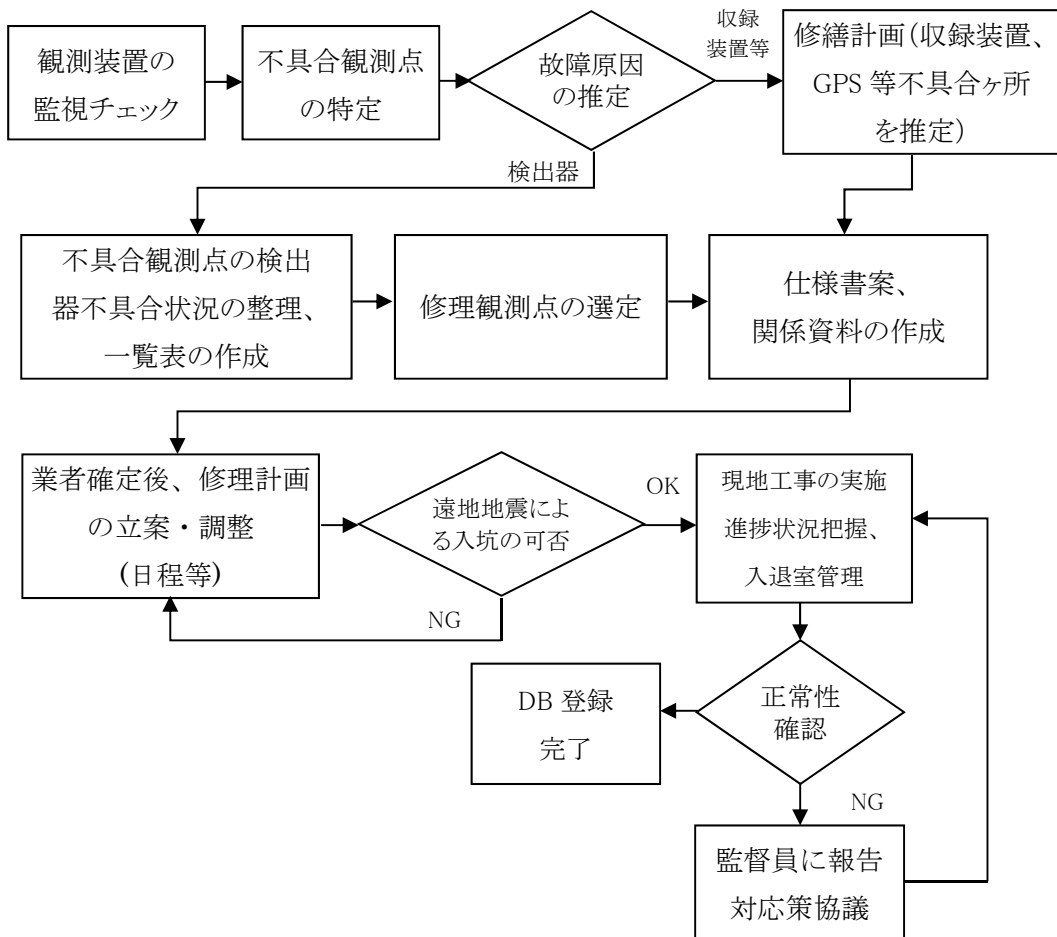 観測装置の
監視チェック
不具合観測点
の特定
故障原因
の推定
収録
装置等
修繕計画(収録装置、
GPS 等不具合ヶ所
を推定)
検出器
不具合観測点の検出
器不具合状況の整理、
一覧表の作成
修理観測点の選定
仕様書案、
関係資料の作成
業者確定後、修理計画
の立案・調整
(日程等)
遠地地震によ
る入坑の可否
OK
NG
現地工事の実施
進捗状況把握、
入退室管理
正常性
確認
DB 登録
完了
NG
監督員に報告
対応策協議